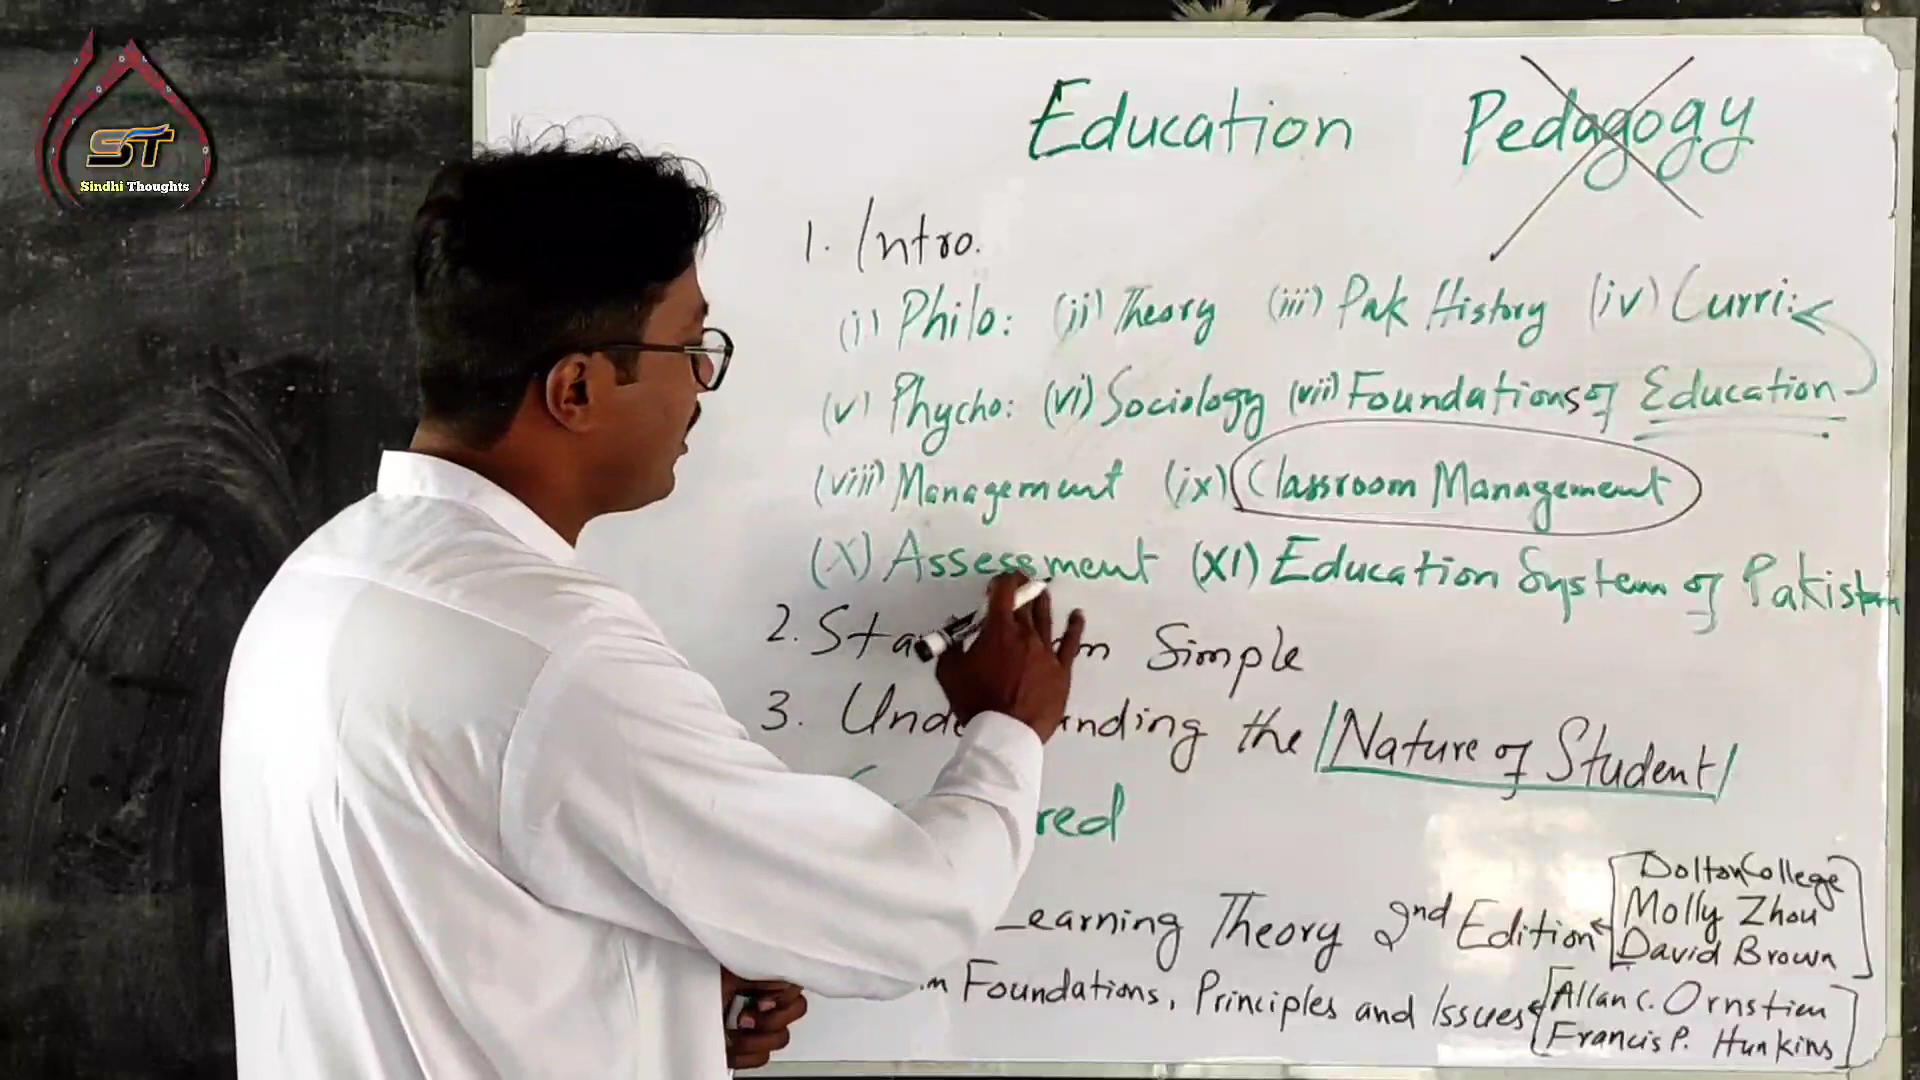 ST
Sindhi Thoughts
Education Pedagogy
1. Intro.
(i) Philo: (ii) Theory (iii) Pak History (iv) Curri:
(v) Phycho: (vi) Sociology (vii) Foundations of Education
(viii) Management (ix) Classroom Management
(X) Assessment (XI) Education System of Pakistan
2. Simple
3. the Nature of Student
Learning Theory 2nd Edition
Dolton College
Molly Zhou
David Brown
Foundations, Principles and Issues
Allan C. Ornstien
Francis P. Hunkins